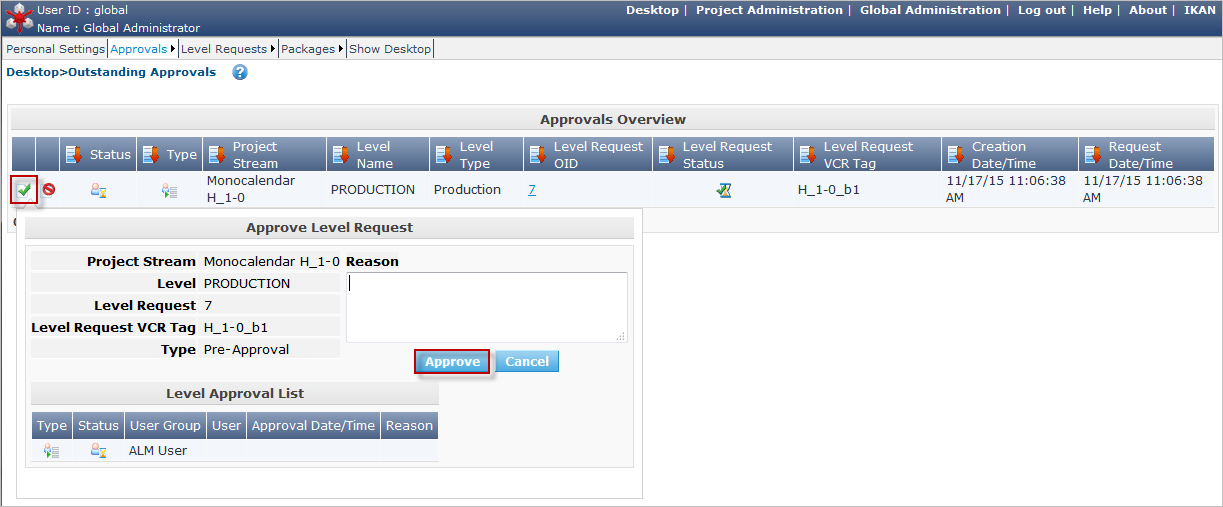 User ID : global
Name : Global Administrator
Desktop | Project Administration | Global Administration | Log out | Help | About | IKAN
Personal Settings Approvals Level Requests Packages Show Desktop
Desktop>Outstanding Approvals ?
Approvals Overview
Status Type Project Stream Level Name Level Type Level Request OID Level Request Status Level Request VCR Tag Creation Date/Time Request Date/Time
Monocalendar H_1-0 PRODUCTION Production 7 H_1-0_b1 11/17/15 11:06:38 AM 11/17/15 11:06:38 AM
Approve Level Request
Project Stream Monocalendar H_1-0 Reason
Level PRODUCTION
Level Request 7
Level Request VCR Tag H_1-0_b1
Type Pre-Approval
Approve Cancel
Level Approval List
Type Status User Group User Approval Date/Time Reason
ALM User